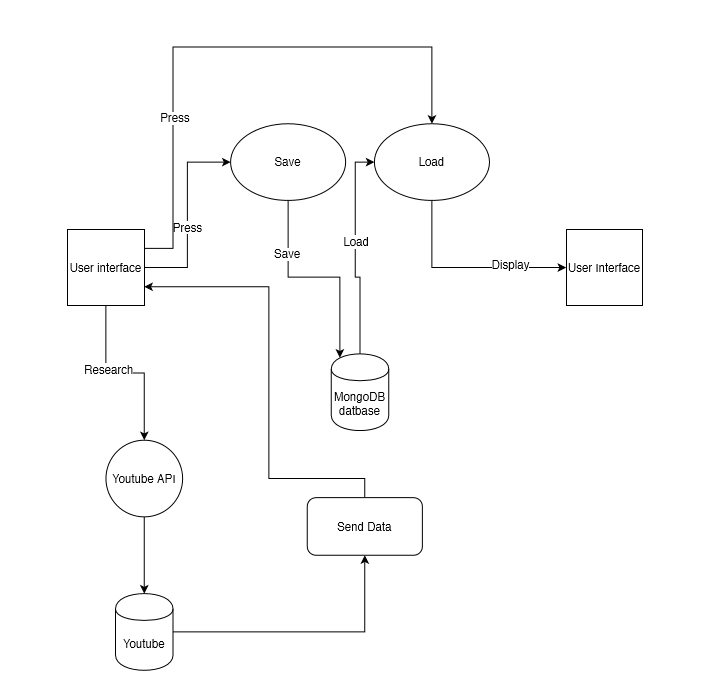 Press
Save
Load
Press
Save
Load
User interface
Display
User Interface
Research
MongoDB
datbase
Youtube API
Send Data
Youtube